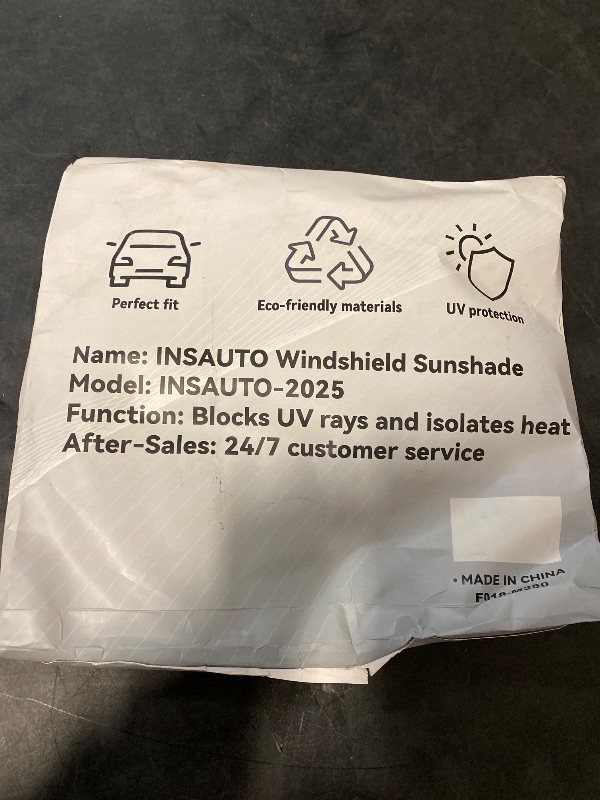 Perfect fit
Eco-friendly materials
UV protection
Name: INSAUTO Windshield Sunshade
Model: INSAUTO-2025
Function: Blocks UV rays and isolates heat
After-Sales: 24/7 customer service
• MADE IN CHINA